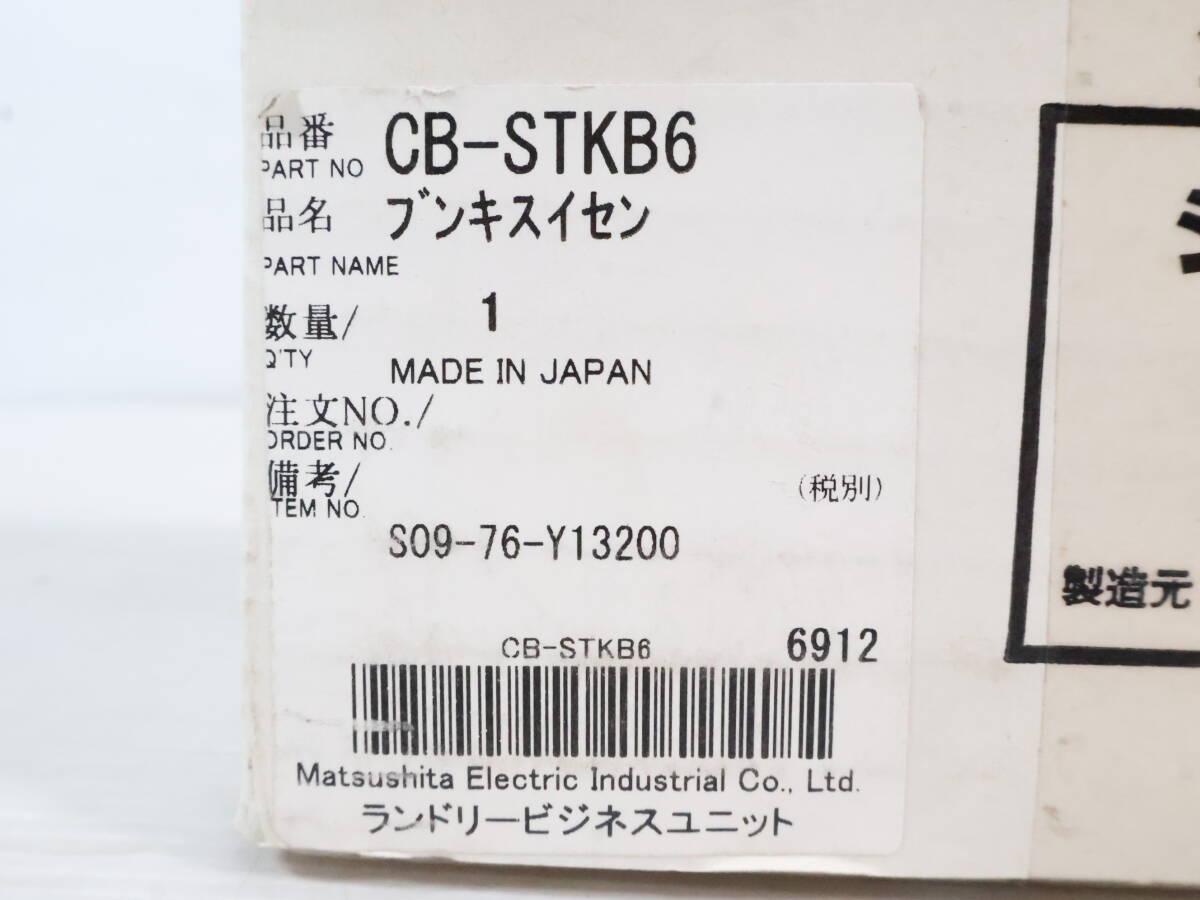 品番 CB-STKB6
PART NO
品名 ブンキスイセン
PART NAME
数量/ 1
Q'TY
MADE IN JAPAN
注文NO./
ORDER NO.
備考/ (税別)
ITEM NO.
S09-76-Y13200
CB-STKB6 6912
Matsushita Electric Industrial Co., Ltd.
ランドリービジネスユニット
製造元